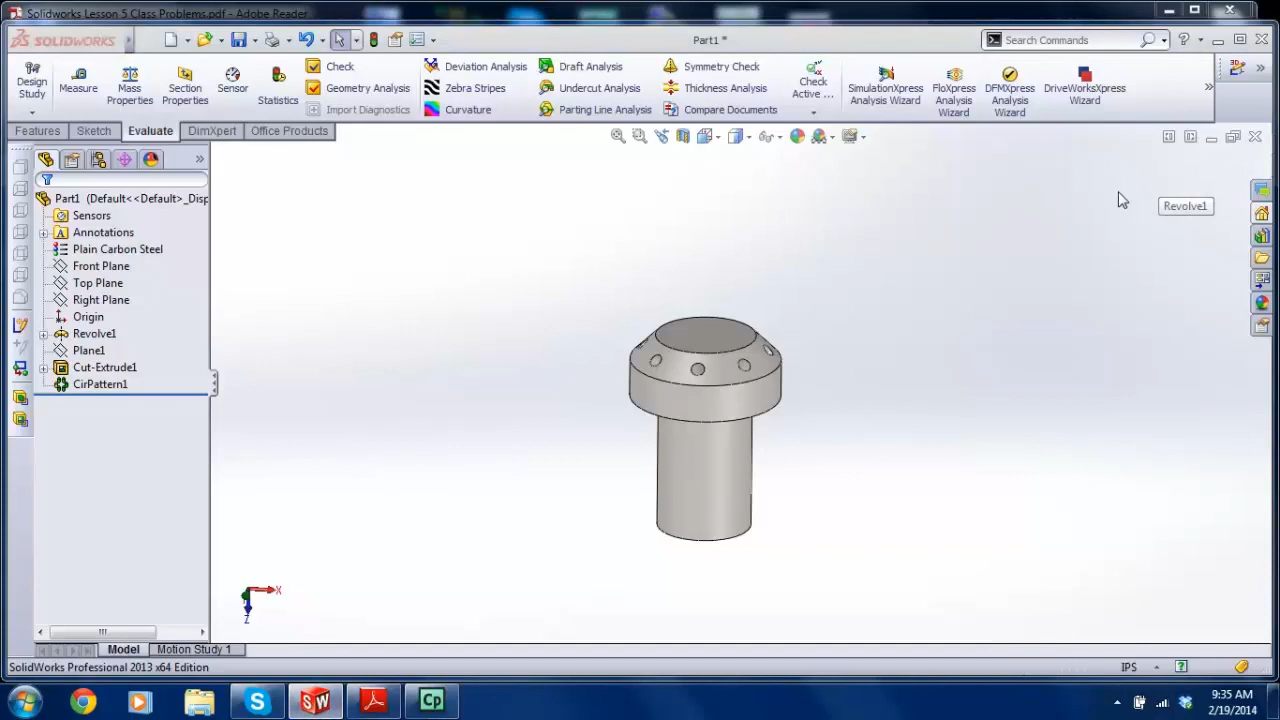 Solidworks Lesson 5 Class Problems.pdf - Adobe Reader
SOLIDWORKS
Part1 *
Search Commands
Design Study
Measure
Mass Properties
Section Properties
Sensor
Statistics
Check
Geometry Analysis
Import Diagnostics
Deviation Analysis
Zebra Stripes
Curvature
Draft Analysis
Undercut Analysis
Parting Line Analysis
Symmetry Check
Thickness Analysis
Compare Documents
Check Active ...
SimulationXpress Analysis Wizard
FloXpress Analysis Wizard
DFMXpress Analysis Wizard
DriveWorksXpress Wizard
3D
Features
Sketch
Evaluate
DimXpert
Office Products
Part1 (Default<<Default>_Disp
Sensors
Annotations
Plain Carbon Steel
Front Plane
Top Plane
Right Plane
Origin
Revolve1
Plane1
Cut-Extrude1
CirPattern1
Revolve1
X
Z
Model
Motion Study 1
SolidWorks Professional 2013 x64 Edition
IPS
SW
Cp
9:35 AM
2/19/2014